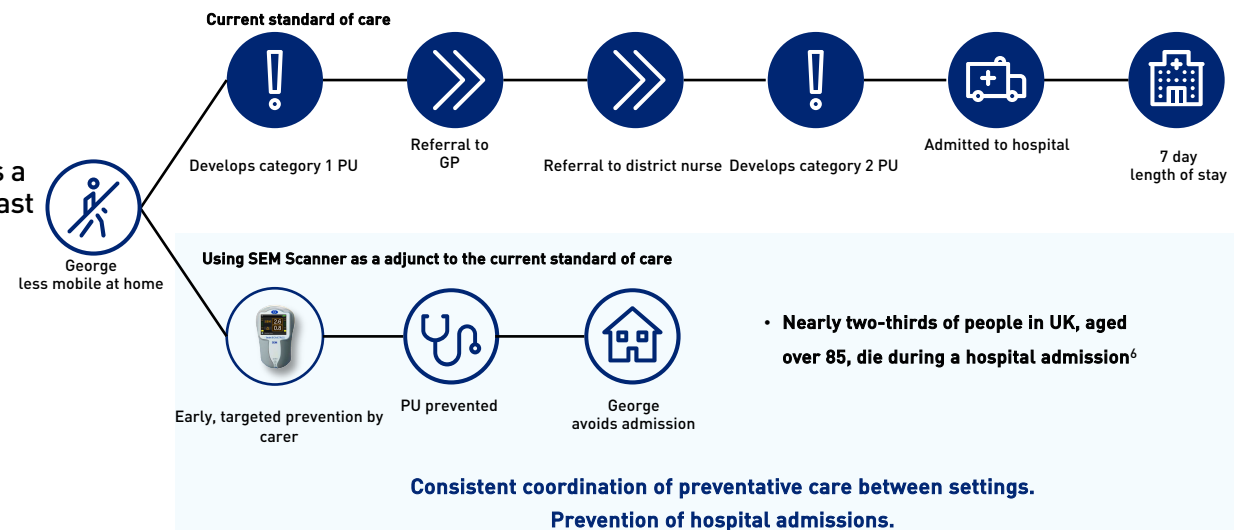 Current standard of care
Develops category 1 PU
Referral to
GP
Referral to district nurse
Develops category 2 PU
Admitted to hospital
7 day
length of stay
s a
ast
George
less mobile at home
Using SEM Scanner as a adjunct to the current standard of care
Early, targeted prevention by
carer
PU prevented
George
avoids admission
• Nearly two-thirds of people in UK, aged
over 85, die during a hospital admission⁶
Consistent coordination of preventative care between settings.
Prevention of hospital admissions.